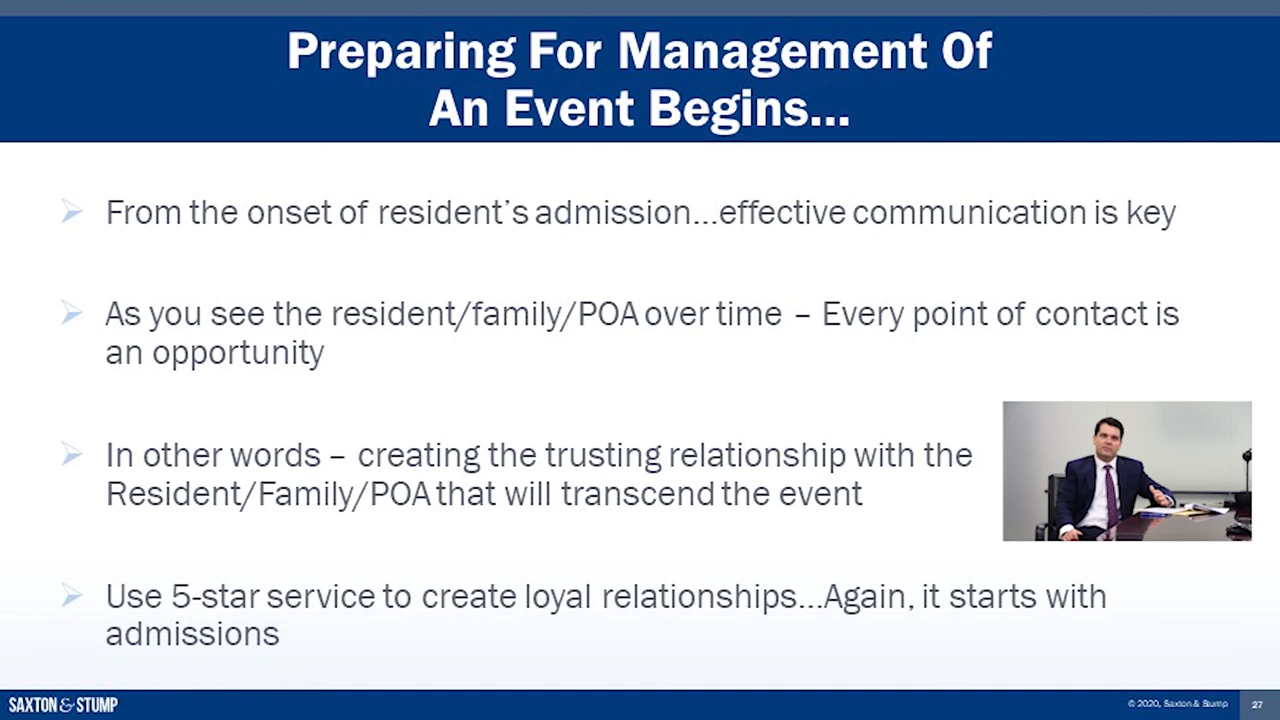 Preparing For Management Of
An Event Begins...
From the onset of resident's admission...effective communication is key
As you see the resident/family/POA over time – Every point of contact is
an opportunity
In other words – creating the trusting relationship with the
Resident/Family/POA that will transcend the event
Use 5-star service to create loyal relationships...Again, it starts with
admissions
SAXTON & STUMP
© 2020, Saxton & Stump
27